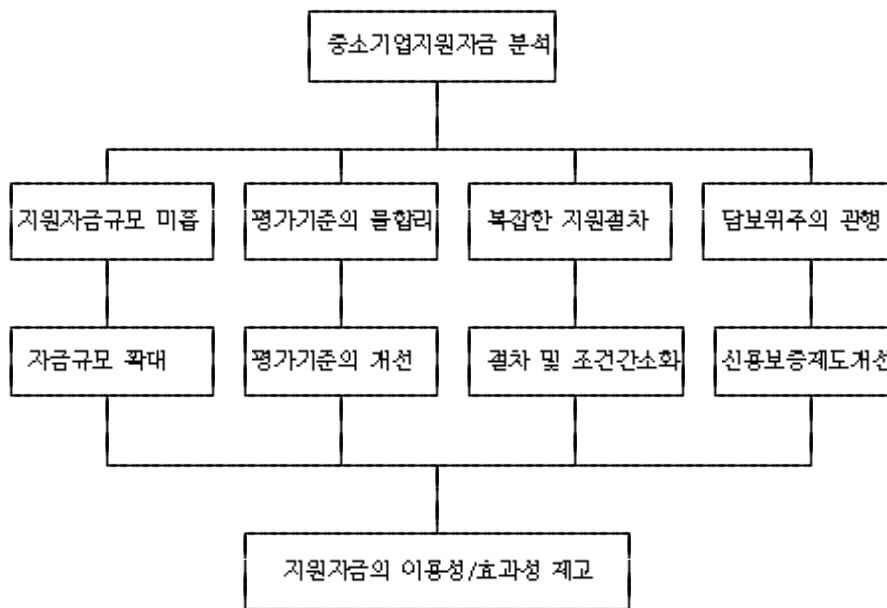 중소기업지원자금 분석
지원자금규모 미흡
평가기준의 불합리
복잡한 지원절차
담보위주의 관행
자금규모 확대
평가기준의 개선
절차 및 조건간소화
신용보증제도개선
지원자금의 이용성/효과성 제고